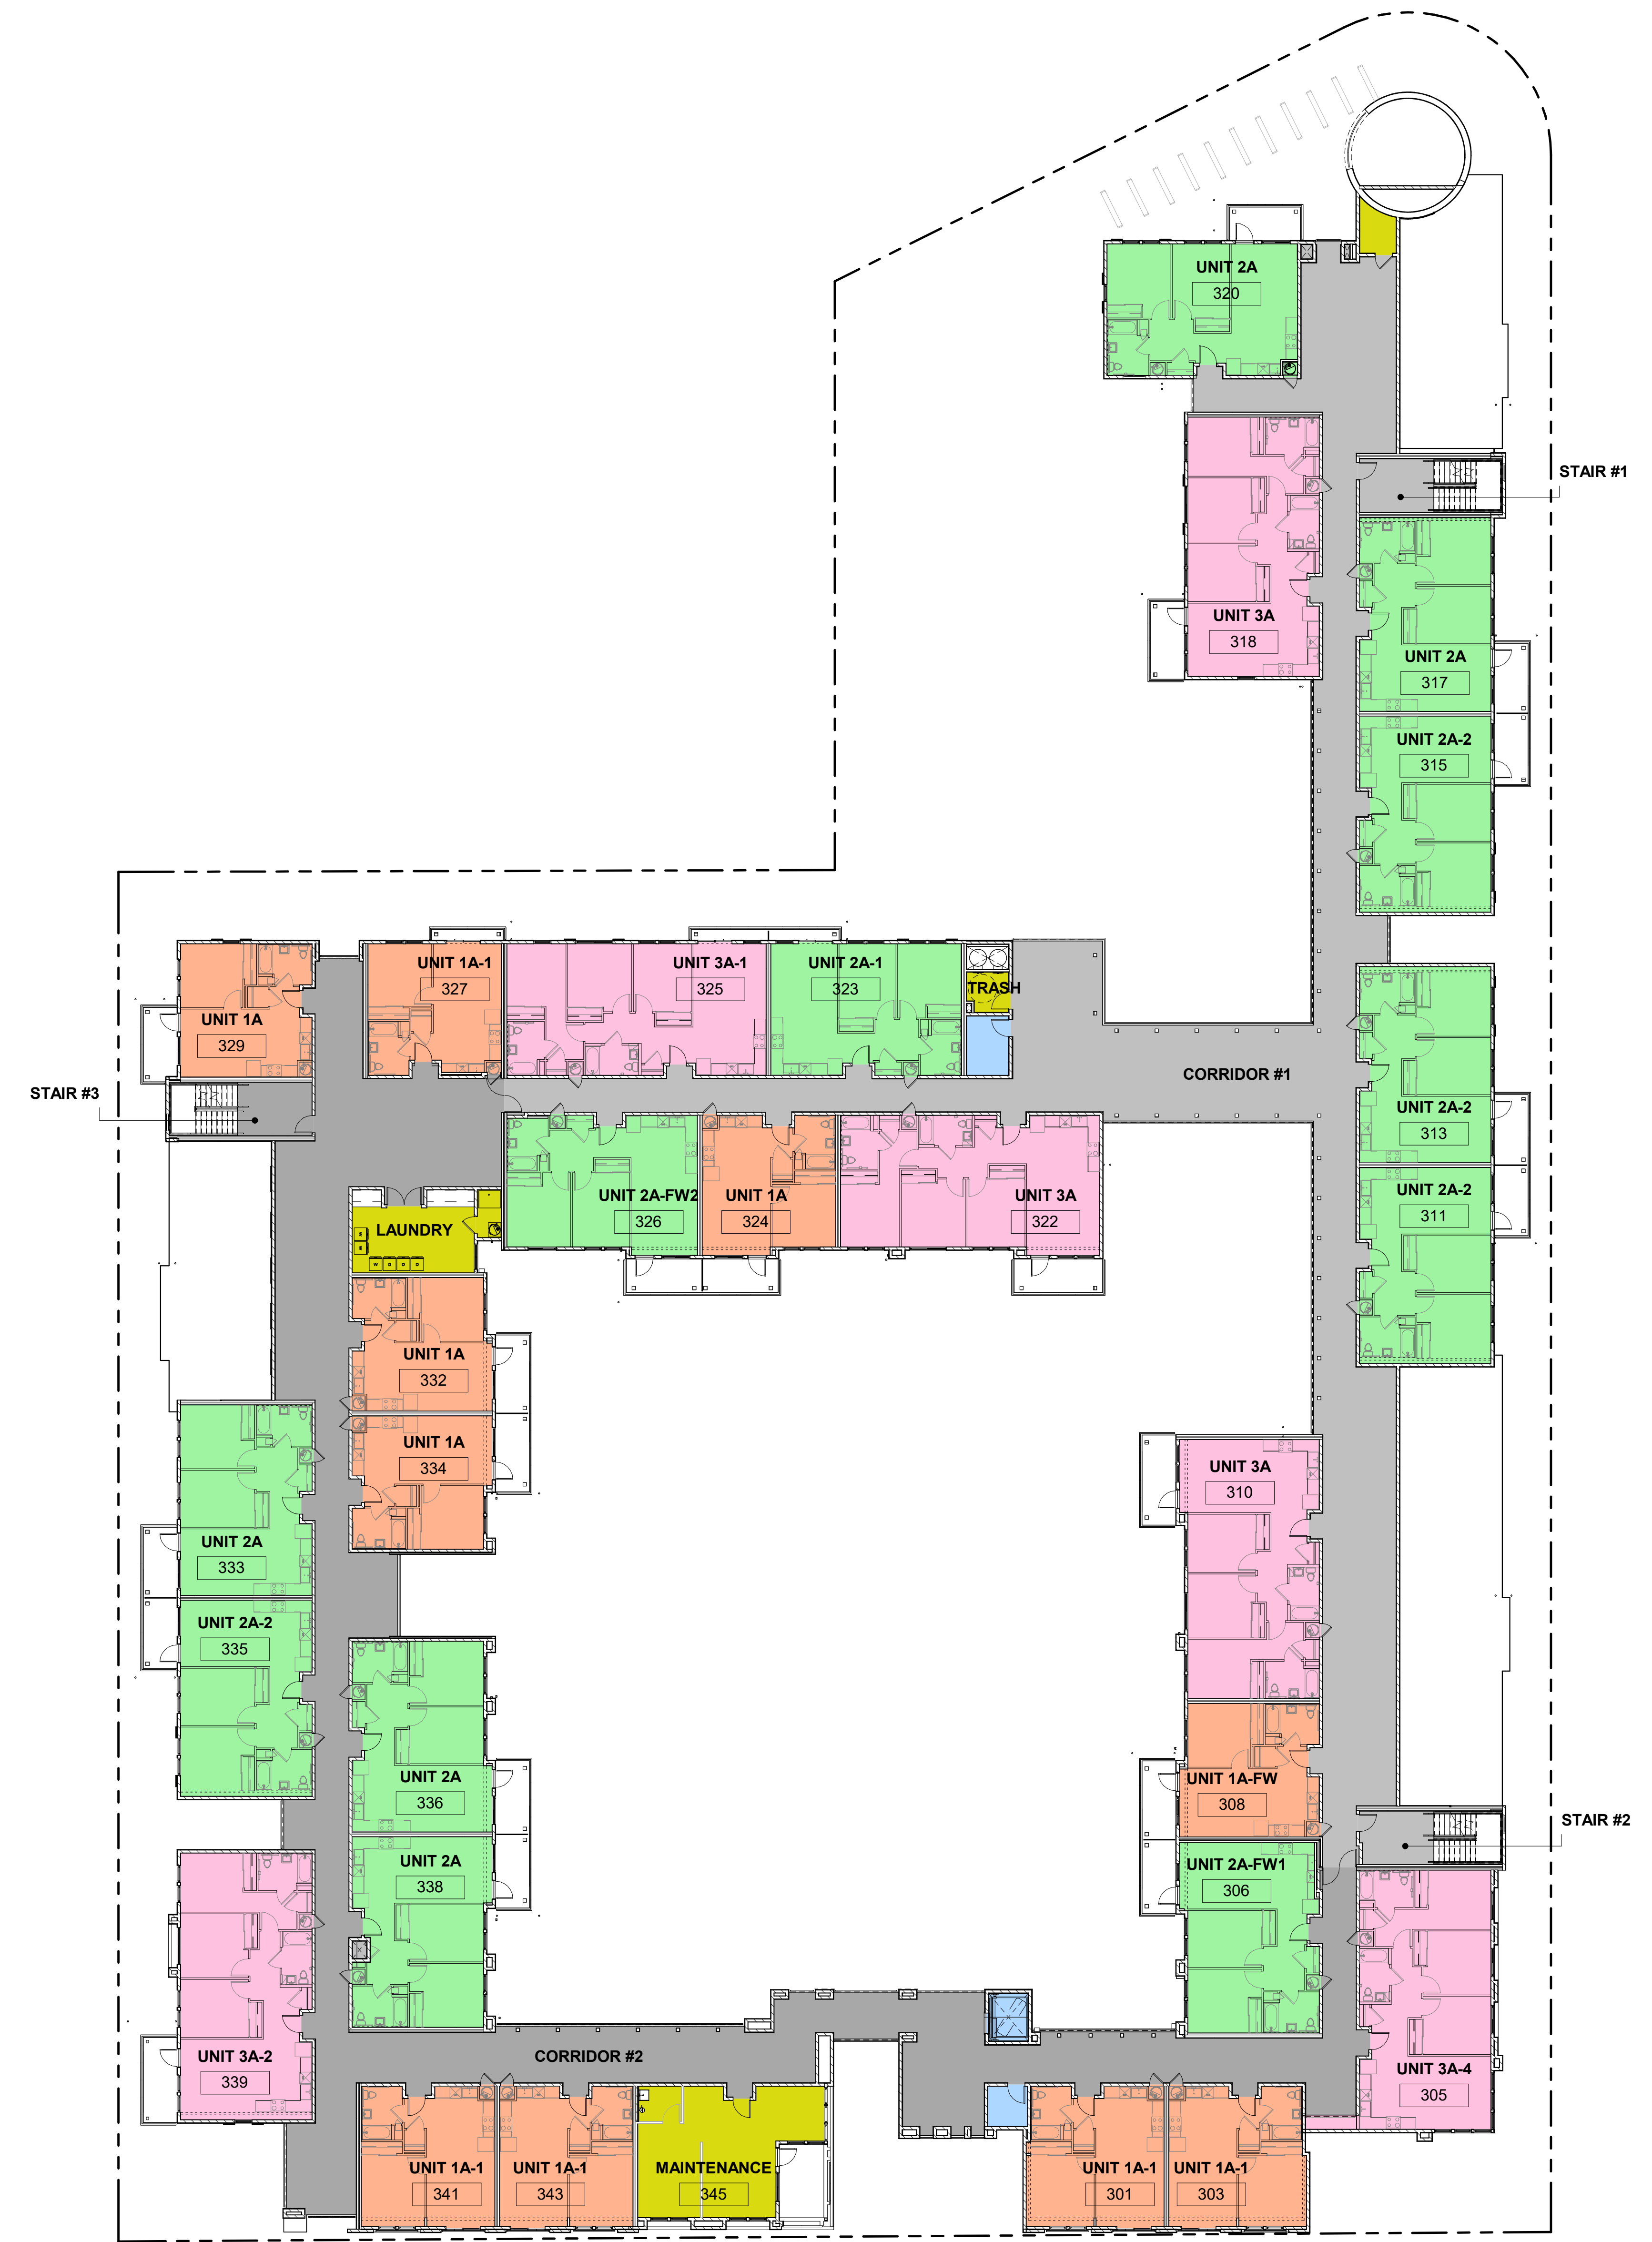 UNIT 2A
320
STAIR #1
UNIT 3A
318
UNIT 2A
317
UNIT 2A-2
315
UNIT 1A-1
327
UNIT 3A-1
325
UNIT 2A-1
323
TRASH
UNIT 1A
329
CORRIDOR #1
STAIR #3
UNIT 2A-2
313
UNIT 2A-FW2
326
UNIT 1A
324
UNIT 3A
322
UNIT 2A-2
311
LAUNDRY
W D D D
UNIT 1A
332
UNIT 1A
334
UNIT 3A
310
UNIT 2A
333
UNIT 2A-2
335
UNIT 2A
336
UNIT 1A-FW
308
STAIR #2
UNIT 2A
338
UNIT 2A-FW1
306
UNIT 3A-2
339
CORRIDOR #2
UNIT 3A-4
305
UNIT 1A-1
341
UNIT 1A-1
343
MAINTENANCE
345
UNIT 1A-1
301
UNIT 1A-1
303